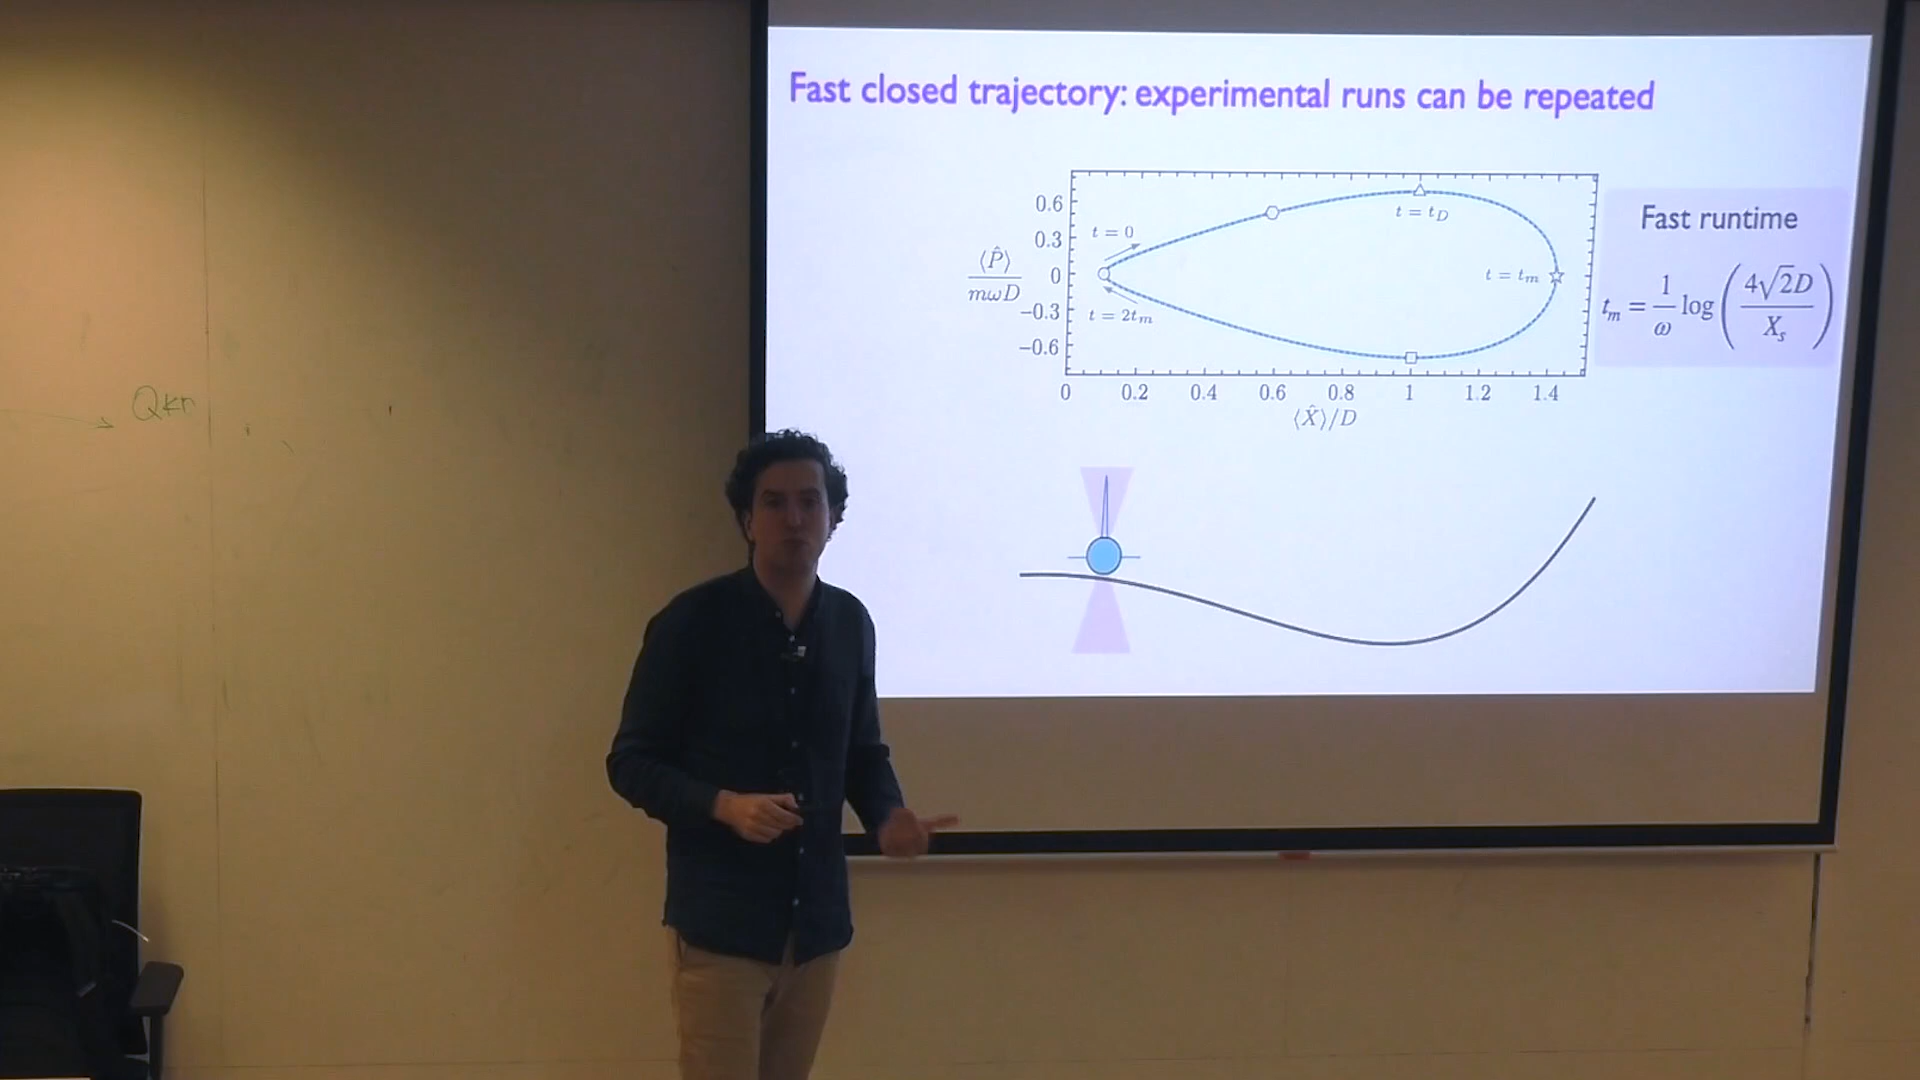 Fast closed trajectory: experimental runs can be repeated
⟨P̂⟩/mωD
0.6
0.3
0
−0.3
−0.6
t = 0
t = t_D
t = t_m
t = 2t_m
0 0.2 0.4 0.6 0.8 1 1.2 1.4
⟨X̂⟩/D
Fast runtime
t_m = 1/ω log(4√2D/X_s)
Qkr